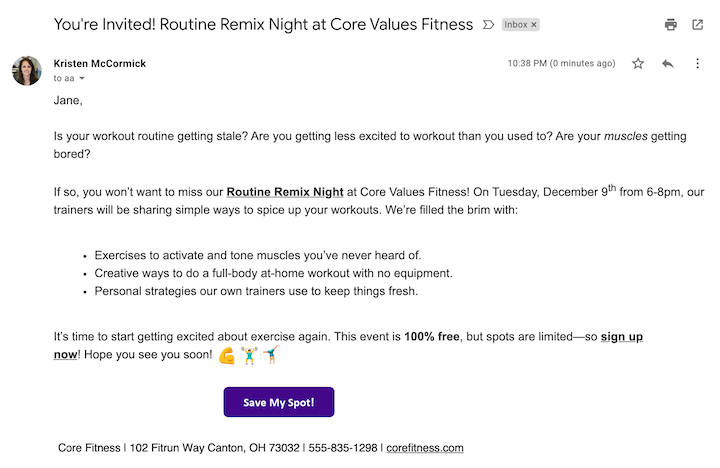 You're Invited! Routine Remix Night at Core Values Fitness Inbox ×
Kristen McCormick 10:38 PM (0 minutes ago)
to aa
Jane,
Is your workout routine getting stale? Are you getting less excited to workout than you used to? Are your muscles getting
bored?
If so, you won't want to miss our Routine Remix Night at Core Values Fitness! On Tuesday, December 9th from 6-8pm, our
trainers will be sharing simple ways to spice up your workouts. We're filled the brim with:
• Exercises to activate and tone muscles you've never heard of.
• Creative ways to do a full-body at-home workout with no equipment.
• Personal strategies our own trainers use to keep things fresh.
It's time to start getting excited about exercise again. This event is 100% free, but spots are limited—so sign up
now! Hope you see you soon! 💪🏋️🤸
Save My Spot!
Core Fitness | 102 Fitrun Way Canton, OH 73032 | 555-835-1298 | corefitness.com